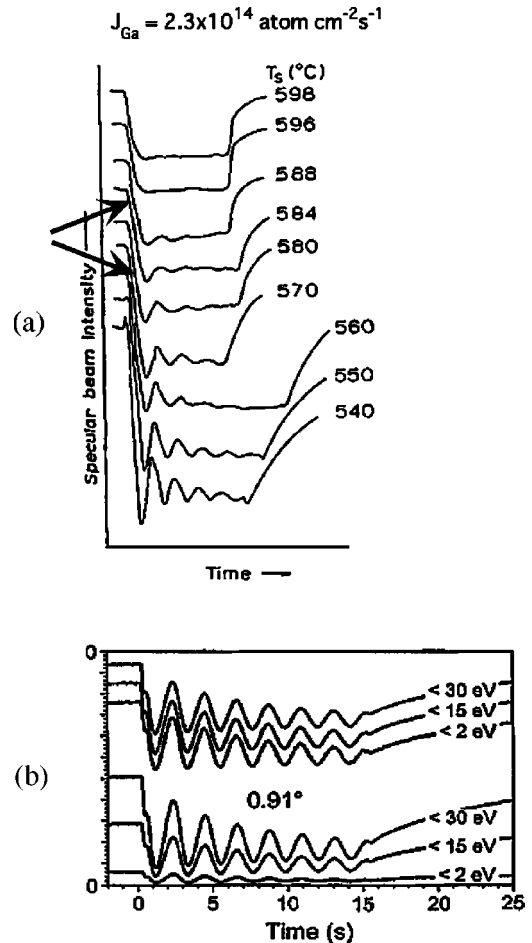 J_Ga = 2.3x10^14 atom cm^-2 s^-1
T_S (°C)
598
596
588
584
580
570
560
550
540
Specular beam intensity
(a)
Time
0
< 30 eV
< 15 eV
< 2 eV
(b)
0.91°
< 30 eV
< 15 eV
< 2 eV
0
0 5 10 15 20 25
Time (s)